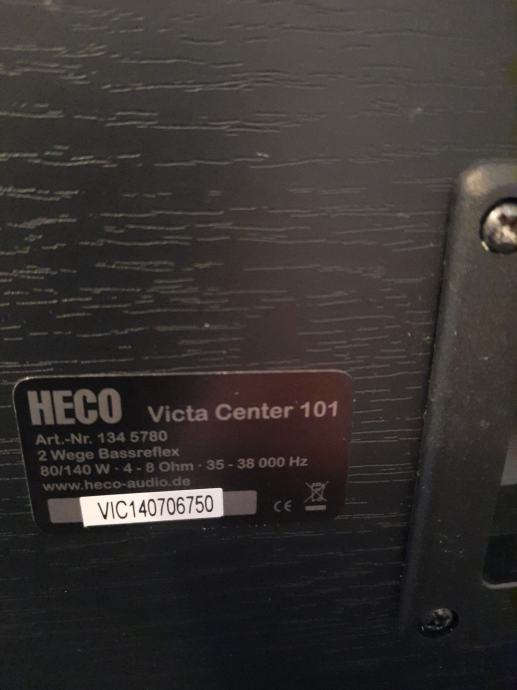 HECO Victa Center 101
Art.-Nr. 134 5780
2 Wege Bassreflex
80/140 W · 4 - 8 Ohm · 35 - 38 000 Hz
www.heco-audio.de
VIC140706750 CE